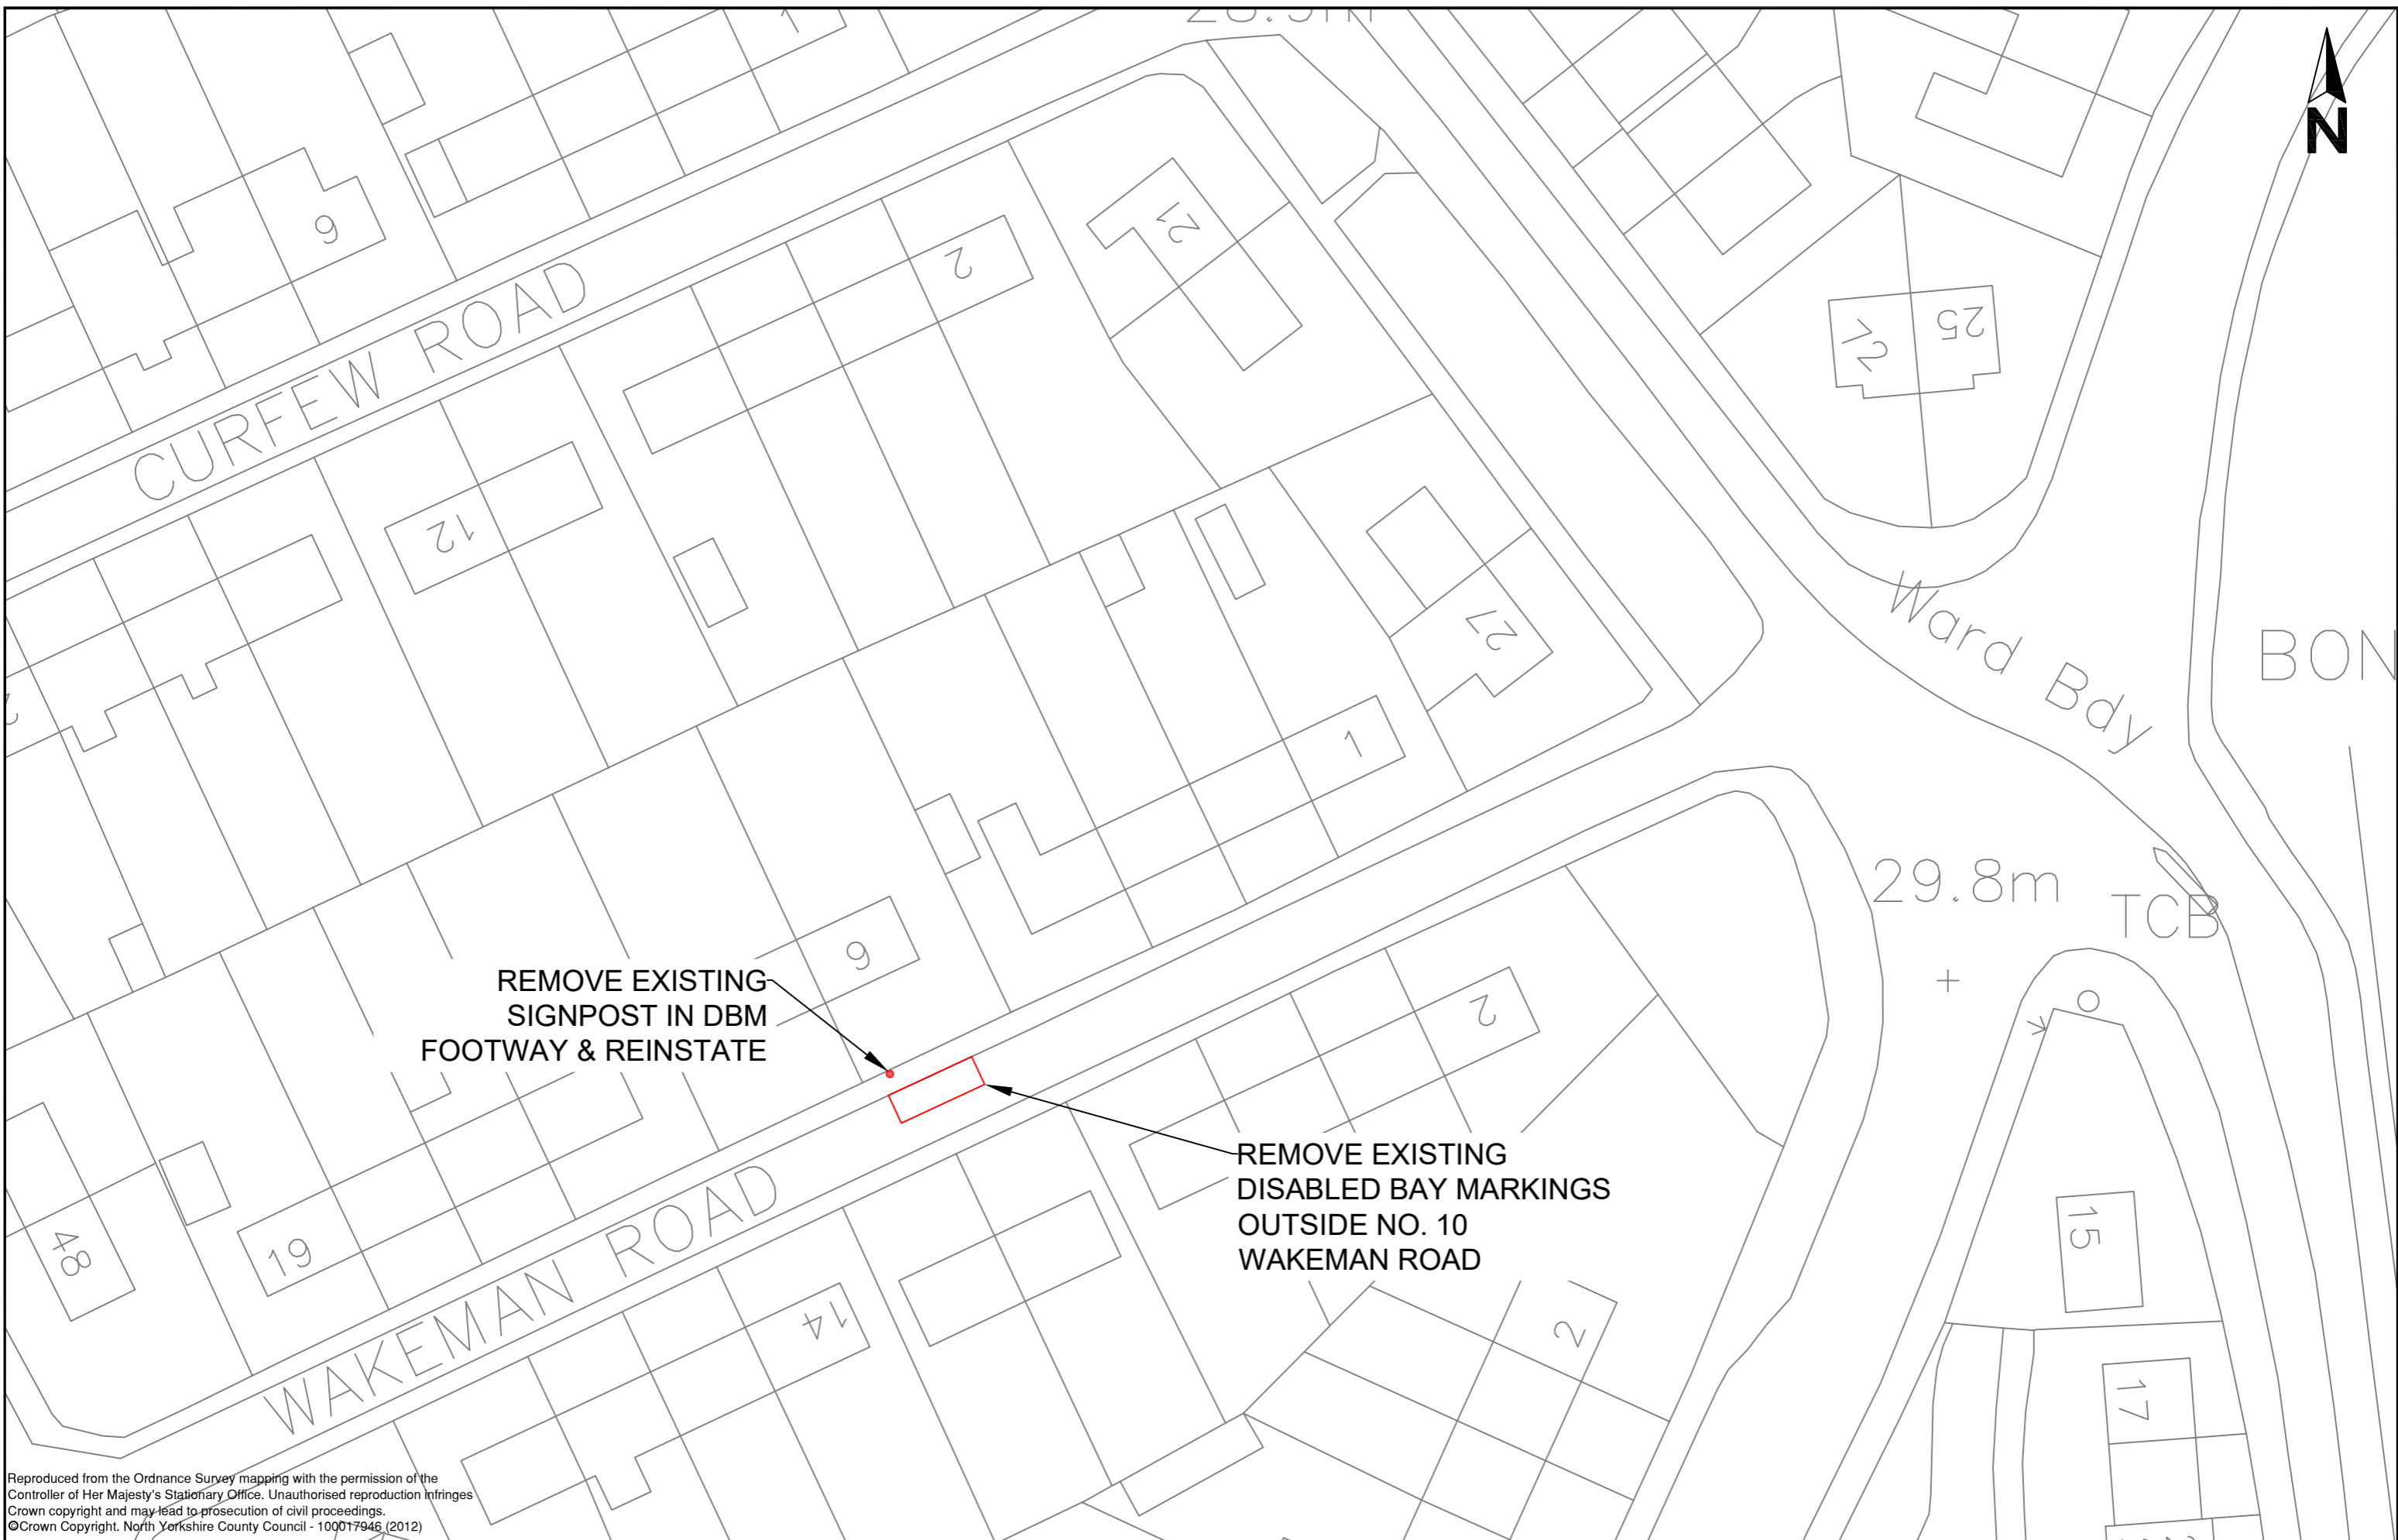 N
9
2
21
12
25
CURFEW ROAD
12
27
Ward Bdy
BON
1
29.8m
TCB
9
REMOVE EXISTING
SIGNPOST IN DBM
FOOTWAY & REINSTATE
2
REMOVE EXISTING
DISABLED BAY MARKINGS
OUTSIDE NO. 10
WAKEMAN ROAD
48
19
WAKEMAN ROAD
14
2
15
17
Reproduced from the Ordnance Survey mapping with the permission of the
Controller of Her Majesty's Stationary Office. Unauthorised reproduction infringes
Crown copyright and may lead to prosecution of civil proceedings.
©Crown Copyright. North Yorkshire County Council - 100017946 (2012)